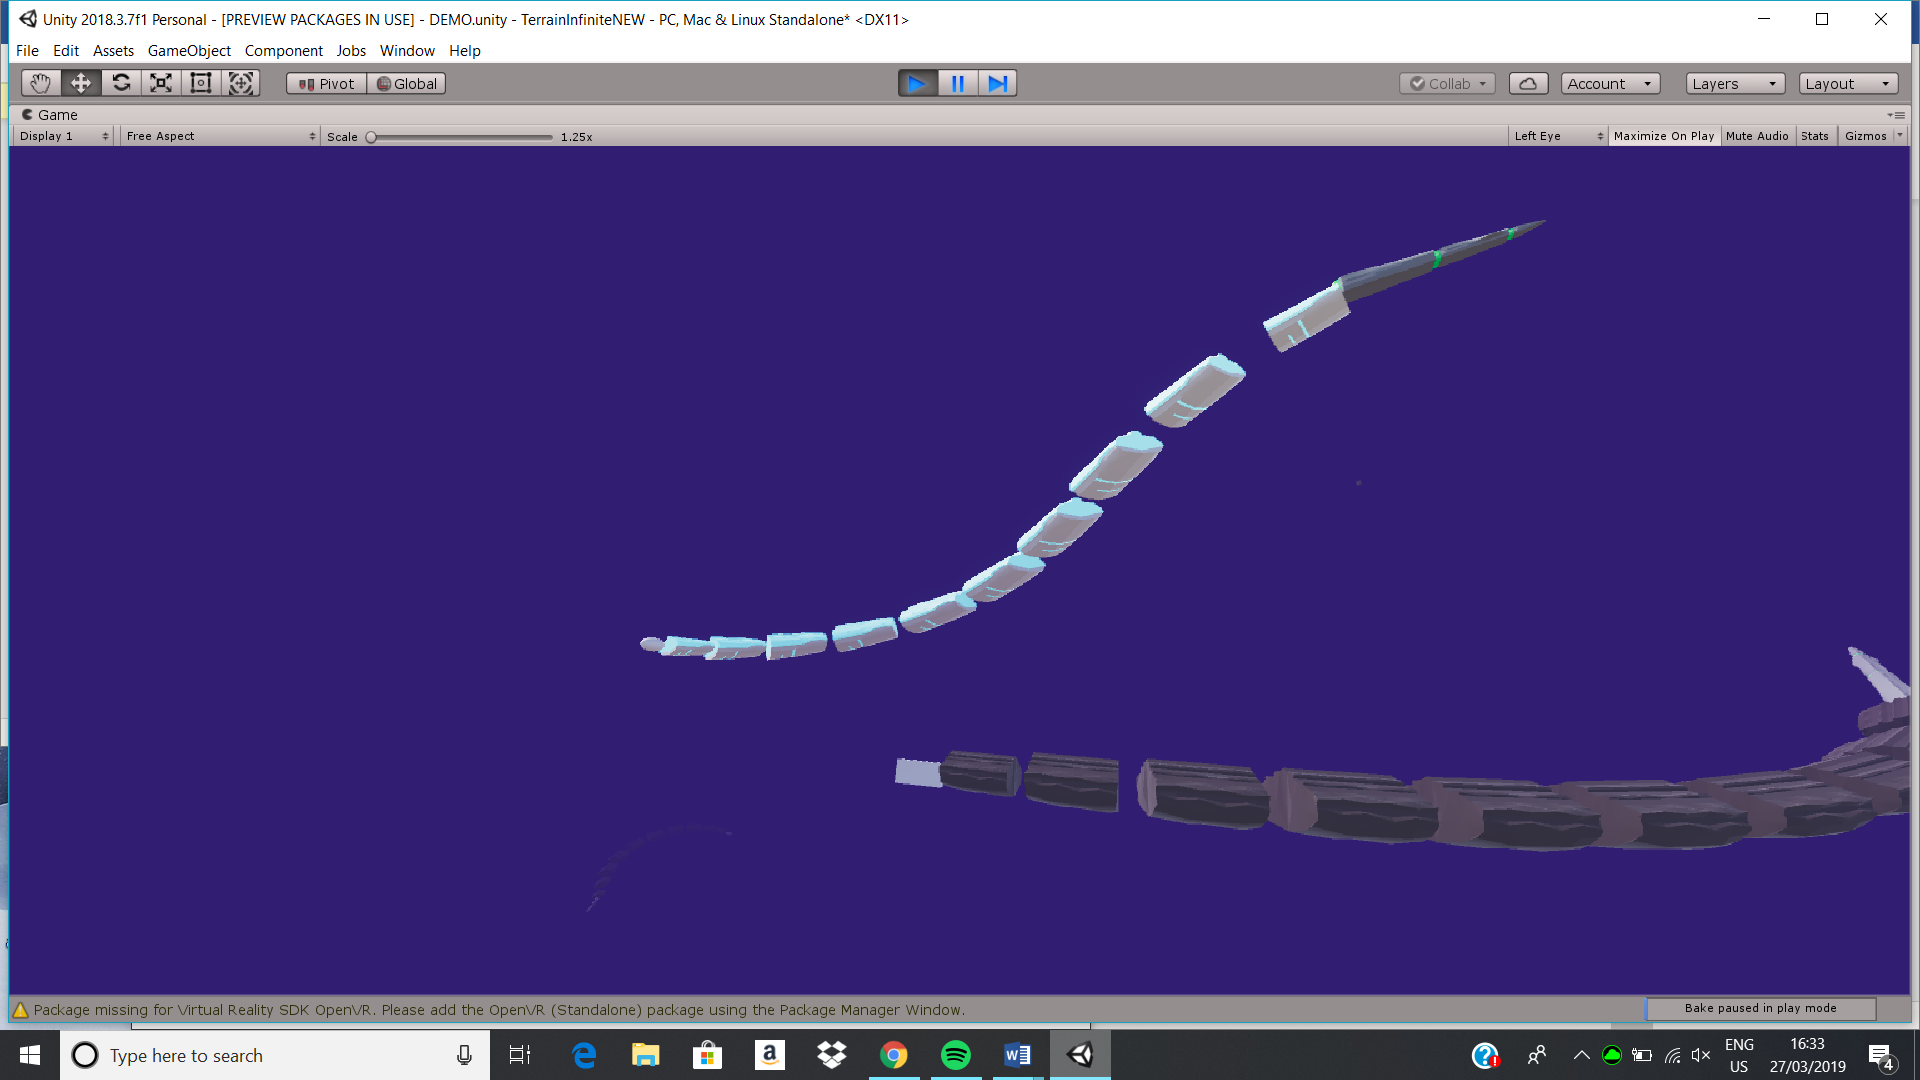 Unity 2018.3.7f1 Personal - [PREVIEW PACKAGES IN USE] - DEMO.unity - TerrainInfiniteNEW - PC, Mac & Linux Standalone* <DX11>
File Edit Assets GameObject Component Jobs Window Help
Pivot Global Collab Account Layers Layout
Game
Display 1 Free Aspect Scale 1.25x Left Eye Maximize On Play Mute Audio Stats Gizmos
Package missing for Virtual Reality SDK OpenVR. Please add the OpenVR (Standalone) package using the Package Manager Window.
Bake paused in play mode
Type here to search
ENG
US
16:33
27/03/2019
4